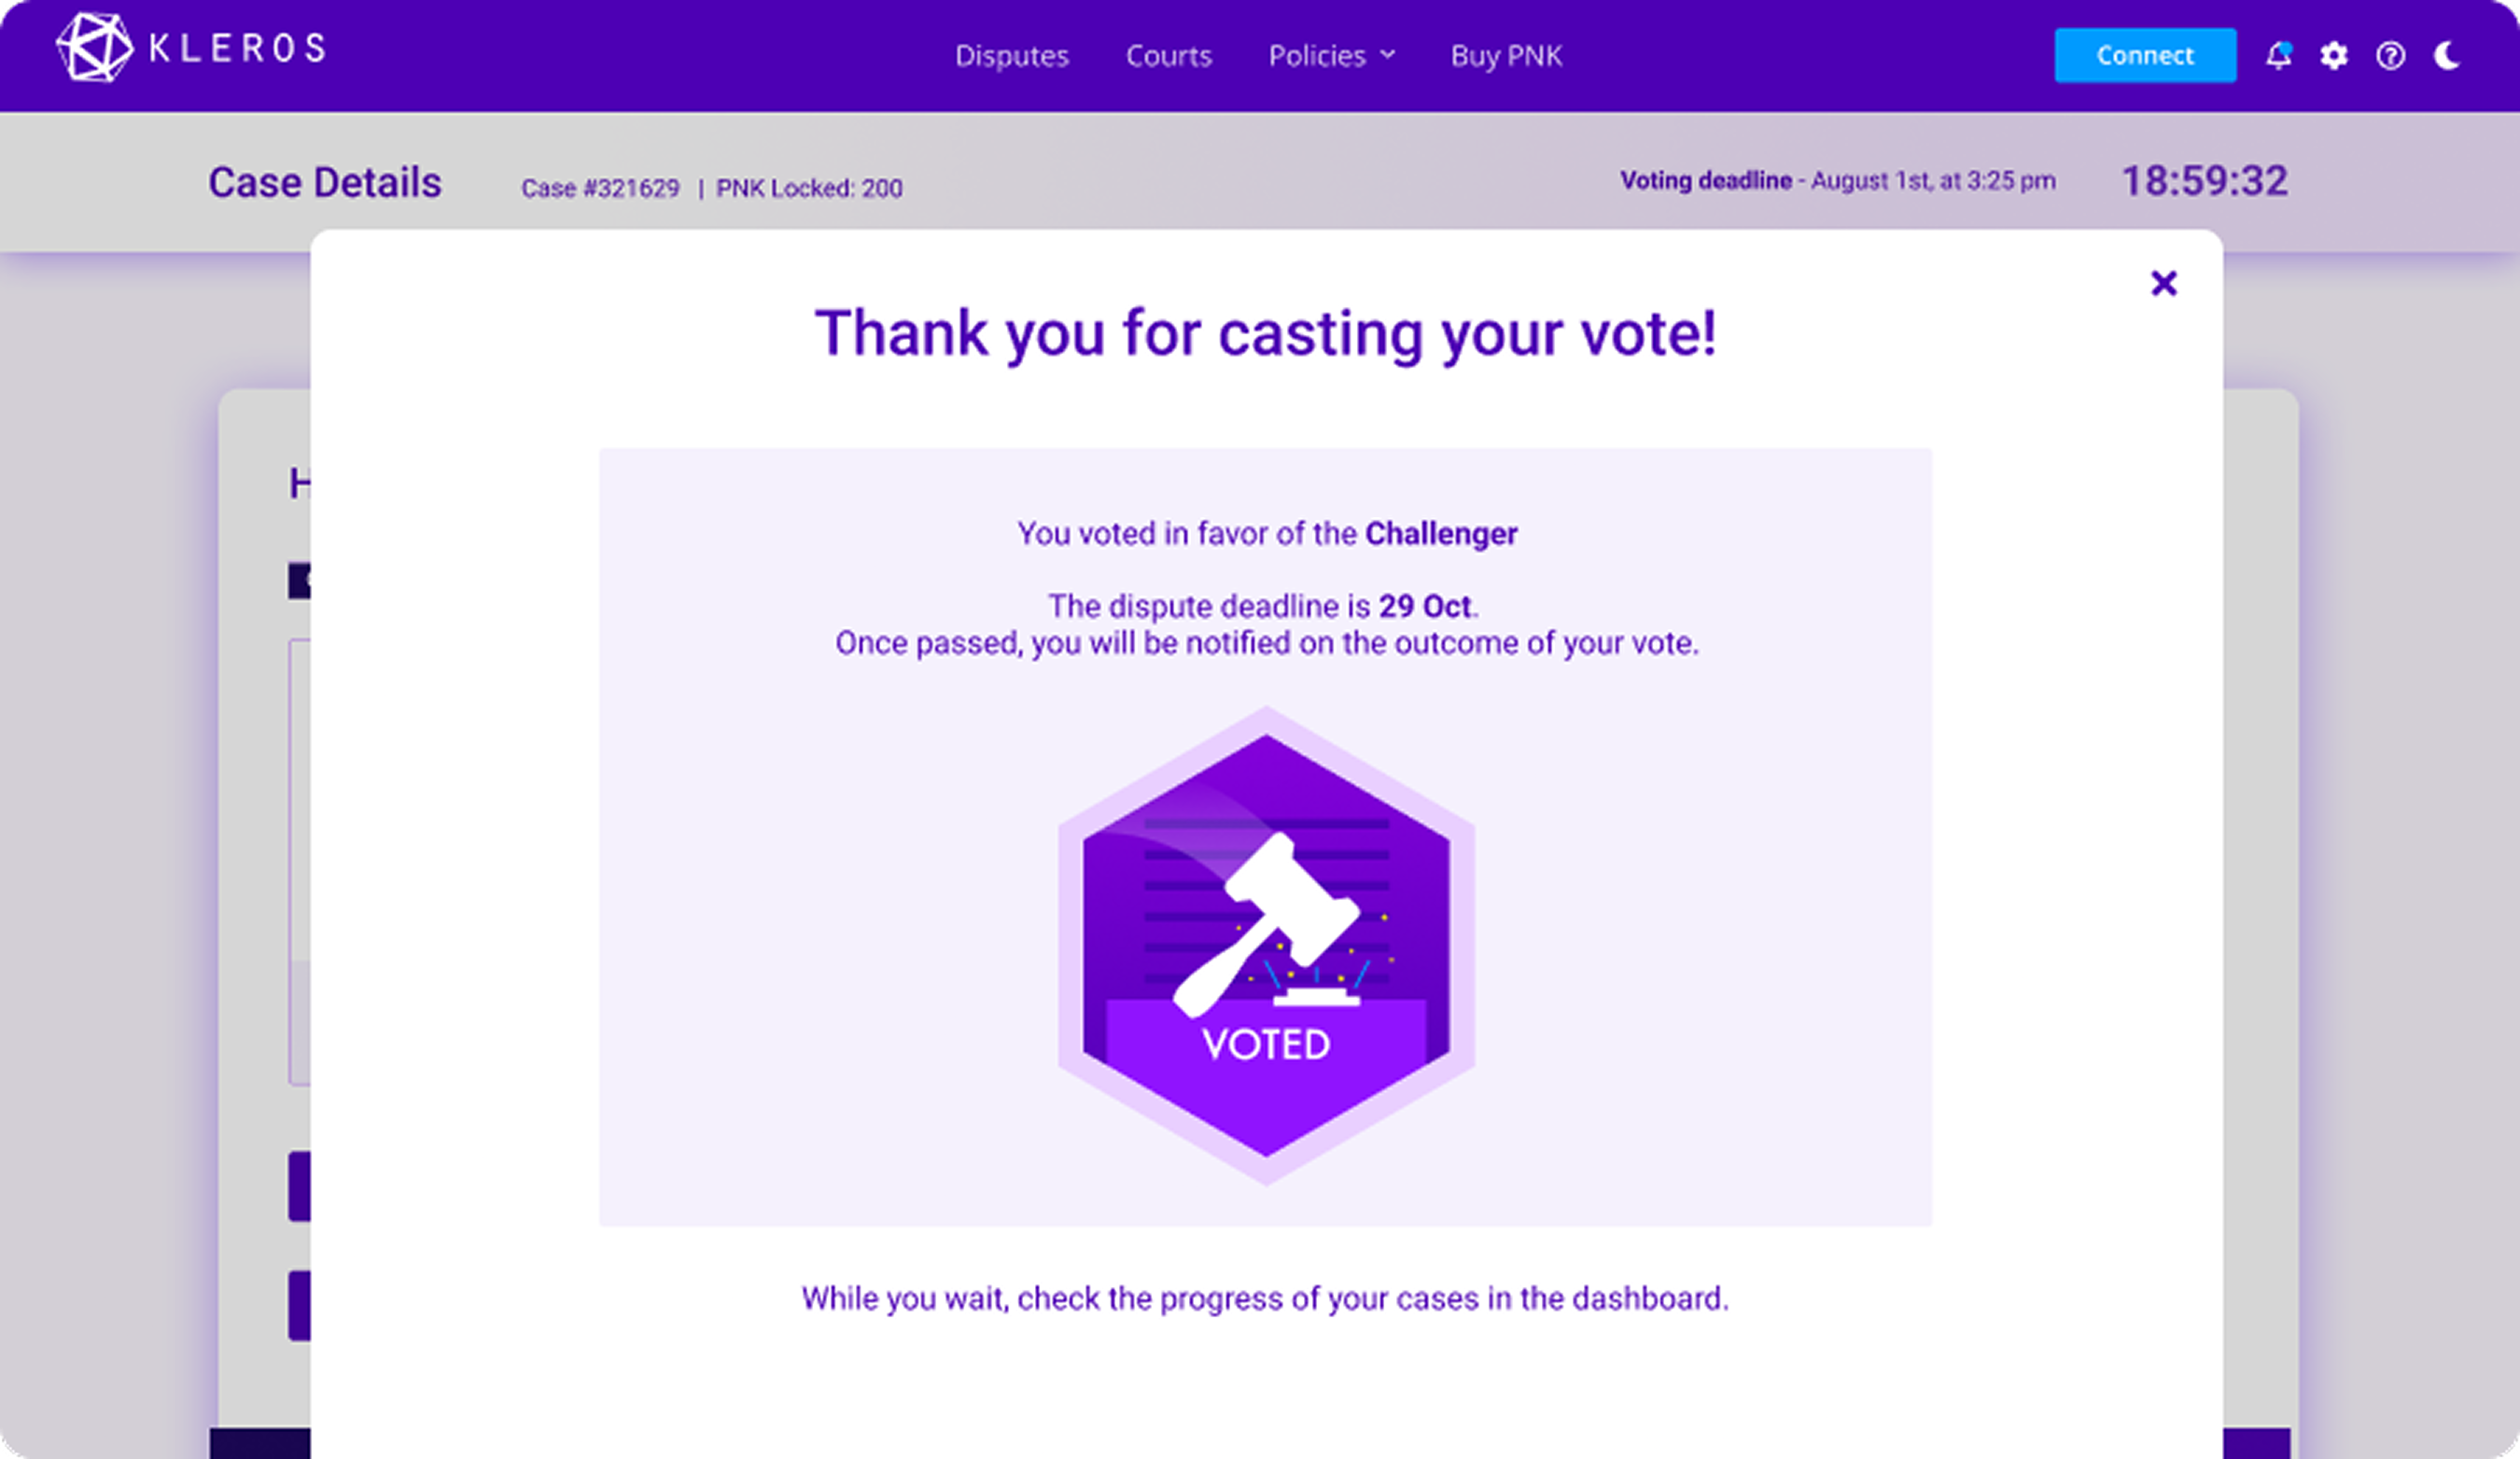 KLEROS
Disputes
Courts
Policies
Buy PNK
Connect
Case Details
Case #321629 | PNK Locked: 200
Voting deadline - August 1st, at 3:25 pm
18:59:32
Thank you for casting your vote!
You voted in favor of the Challenger
The dispute deadline is 29 Oct.
Once passed, you will be notified on the outcome of your vote.
VOTED
While you wait, check the progress of your cases in the dashboard.